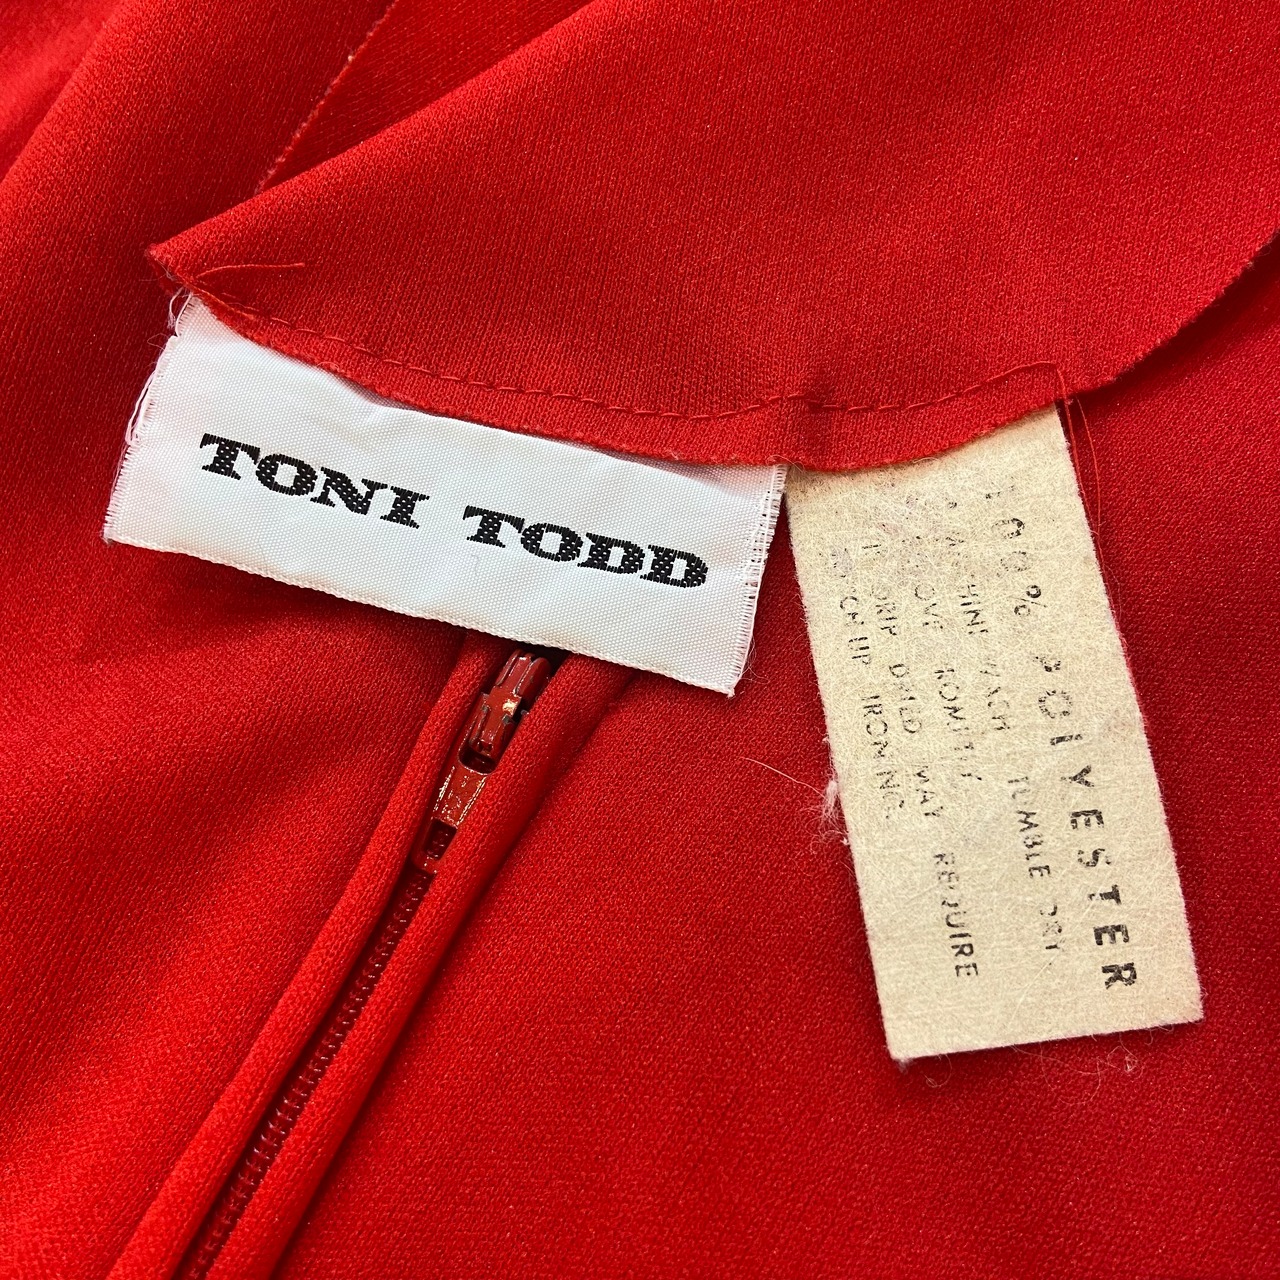 TONI TODD
100% POLYESTER
MACHINE WASH TUMBLE DRY.
REMOVE PROMPTLY
DRIP DRIED MAY REQUIRE
TOUCH UP IRONING.